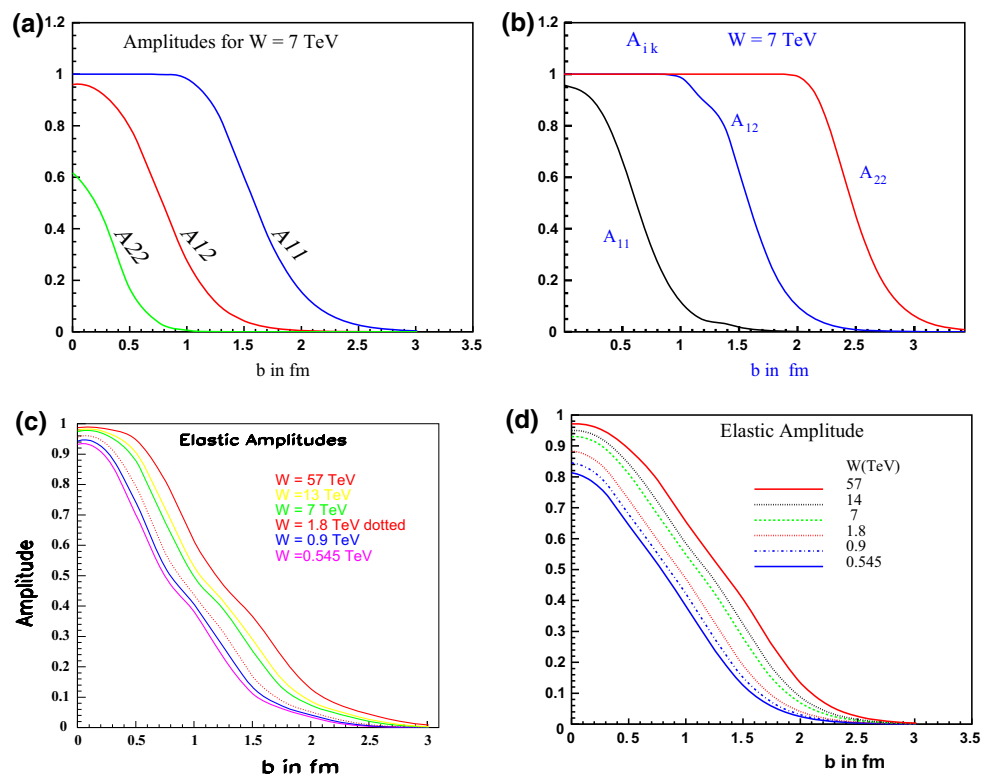 (a)
Amplitudes for W = 7 TeV
1.2
1
0.8
0.6
0.4
0.2
0
A22
A12
A11
0 0.5 1 1.5 2 2.5 3 3.5
b in fm
(b)
A i k
W = 7 TeV
1.2
1
0.8
0.6
0.4
0.2
0
A12
A22
A11
0.5 1 1.5 2 2.5 3
b in fm
(c)
Elastic Amplitudes
1
0.9
0.8
0.7
0.6
0.5
0.4
0.3
0.2
0.1
0
Amplitude
W = 57 TeV
W =13 TeV
W = 7 TeV
W = 1.8 TeV dotted
W = 0.9 TeV
W =0.545 TeV
0 0.5 1 1.5 2 2.5 3
b in fm
(d)
Elastic Amplitude
1
0.9
0.8
0.7
0.6
0.5
0.4
0.3
0.2
0.1
0
W(TeV)
57
14
7
1.8
0.9
0.545
0 0.5 1 1.5 2 2.5 3 3.5
b in fm